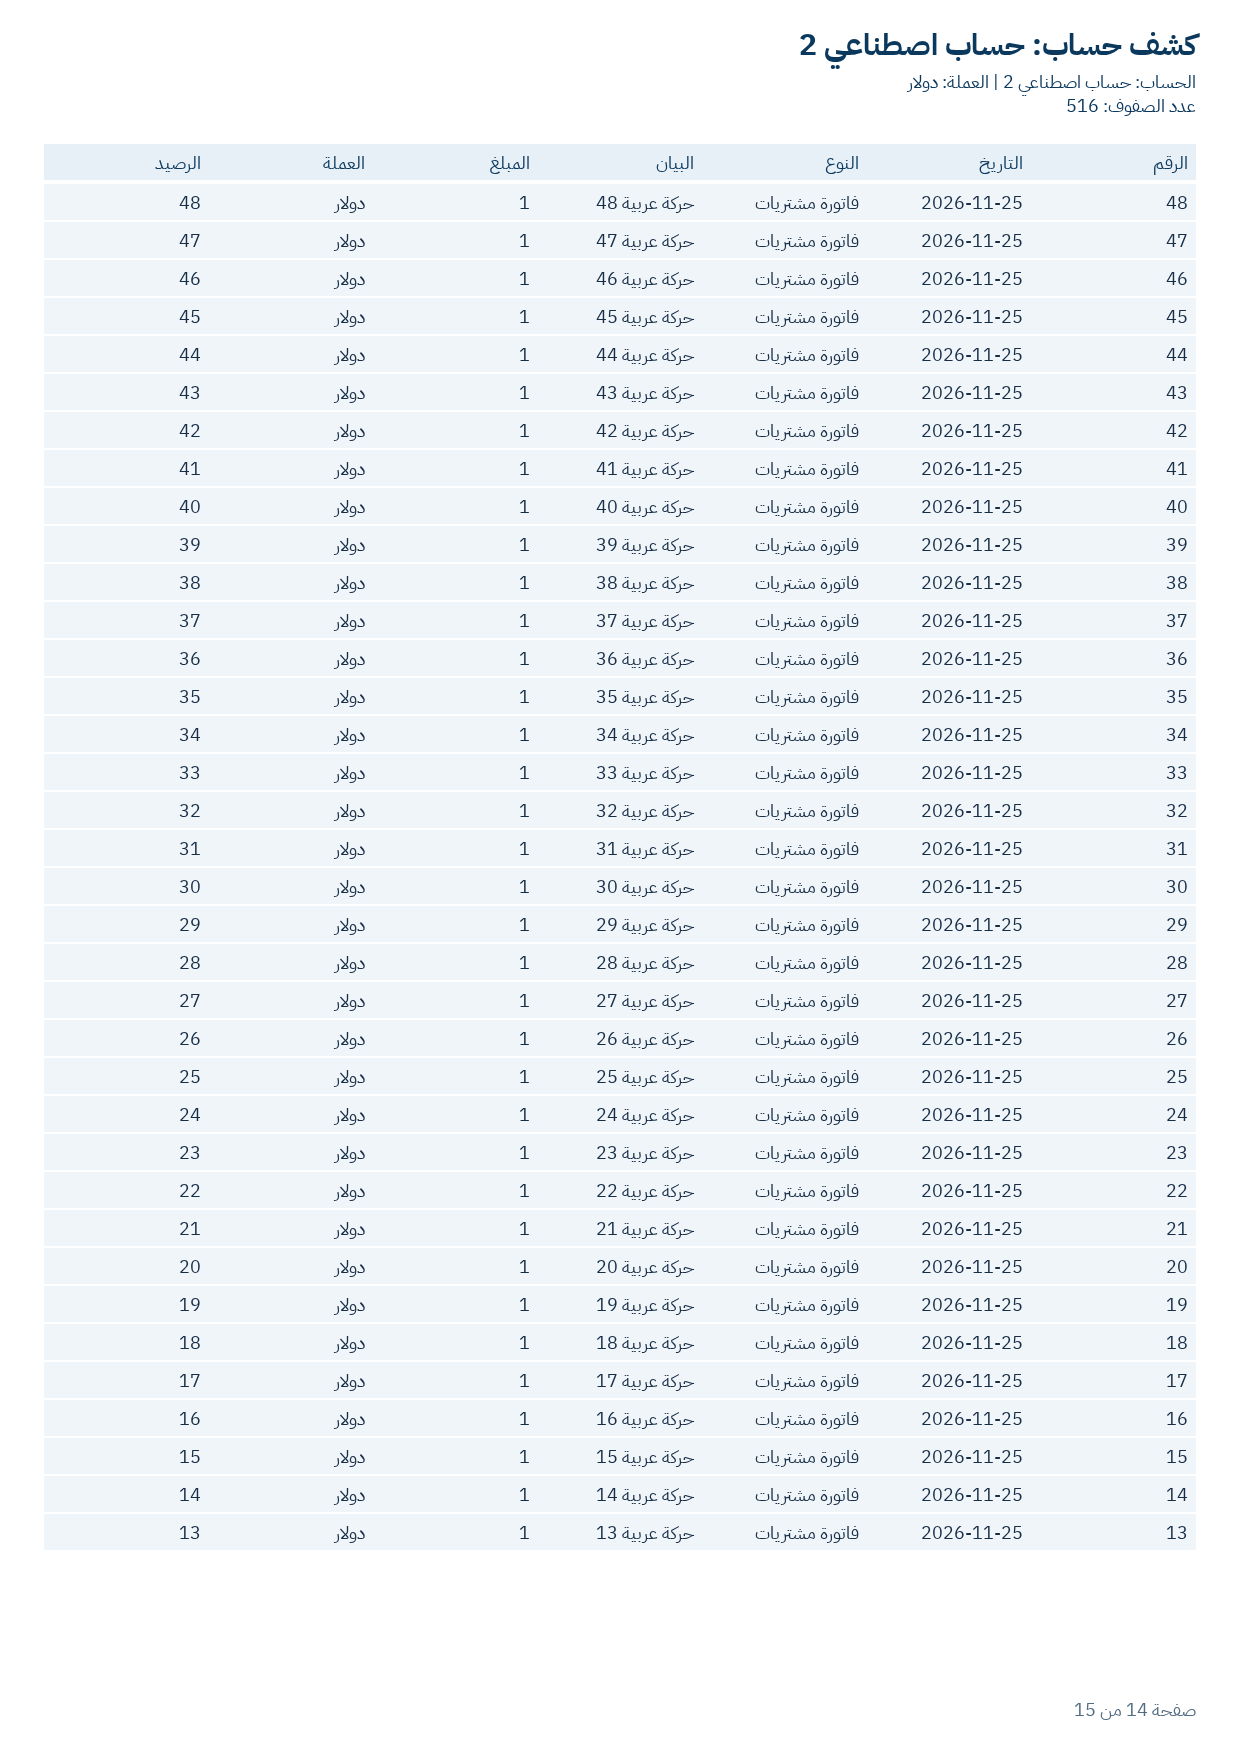 كشف حساب: حساب اصطناعي 2
الحساب: حساب اصطناعي 2 | العملة: دولار
عدد الصفوف: 516
الرقم التاريخ النوع البيان المبلغ العملة الرصيد
48 2026-11-25 فاتورة مشتريات حركة عربية 48 1 دولار 48
47 2026-11-25 فاتورة مشتريات حركة عربية 47 1 دولار 47
46 2026-11-25 فاتورة مشتريات حركة عربية 46 1 دولار 46
45 2026-11-25 فاتورة مشتريات حركة عربية 45 1 دولار 45
44 2026-11-25 فاتورة مشتريات حركة عربية 44 1 دولار 44
43 2026-11-25 فاتورة مشتريات حركة عربية 43 1 دولار 43
42 2026-11-25 فاتورة مشتريات حركة عربية 42 1 دولار 42
41 2026-11-25 فاتورة مشتريات حركة عربية 41 1 دولار 41
40 2026-11-25 فاتورة مشتريات حركة عربية 40 1 دولار 40
39 2026-11-25 فاتورة مشتريات حركة عربية 39 1 دولار 39
38 2026-11-25 فاتورة مشتريات حركة عربية 38 1 دولار 38
37 2026-11-25 فاتورة مشتريات حركة عربية 37 1 دولار 37
36 2026-11-25 فاتورة مشتريات حركة عربية 36 1 دولار 36
35 2026-11-25 فاتورة مشتريات حركة عربية 35 1 دولار 35
34 2026-11-25 فاتورة مشتريات حركة عربية 34 1 دولار 34
33 2026-11-25 فاتورة مشتريات حركة عربية 33 1 دولار 33
32 2026-11-25 فاتورة مشتريات حركة عربية 32 1 دولار 32
31 2026-11-25 فاتورة مشتريات حركة عربية 31 1 دولار 31
30 2026-11-25 فاتورة مشتريات حركة عربية 30 1 دولار 30
29 2026-11-25 فاتورة مشتريات حركة عربية 29 1 دولار 29
28 2026-11-25 فاتورة مشتريات حركة عربية 28 1 دولار 28
27 2026-11-25 فاتورة مشتريات حركة عربية 27 1 دولار 27
26 2026-11-25 فاتورة مشتريات حركة عربية 26 1 دولار 26
25 2026-11-25 فاتورة مشتريات حركة عربية 25 1 دولار 25
24 2026-11-25 فاتورة مشتريات حركة عربية 24 1 دولار 24
23 2026-11-25 فاتورة مشتريات حركة عربية 23 1 دولار 23
22 2026-11-25 فاتورة مشتريات حركة عربية 22 1 دولار 22
21 2026-11-25 فاتورة مشتريات حركة عربية 21 1 دولار 21
20 2026-11-25 فاتورة مشتريات حركة عربية 20 1 دولار 20
19 2026-11-25 فاتورة مشتريات حركة عربية 19 1 دولار 19
18 2026-11-25 فاتورة مشتريات حركة عربية 18 1 دولار 18
17 2026-11-25 فاتورة مشتريات حركة عربية 17 1 دولار 17
16 2026-11-25 فاتورة مشتريات حركة عربية 16 1 دولار 16
15 2026-11-25 فاتورة مشتريات حركة عربية 15 1 دولار 15
14 2026-11-25 فاتورة مشتريات حركة عربية 14 1 دولار 14
13 2026-11-25 فاتورة مشتريات حركة عربية 13 1 دولار 13
صفحة 14 من 15